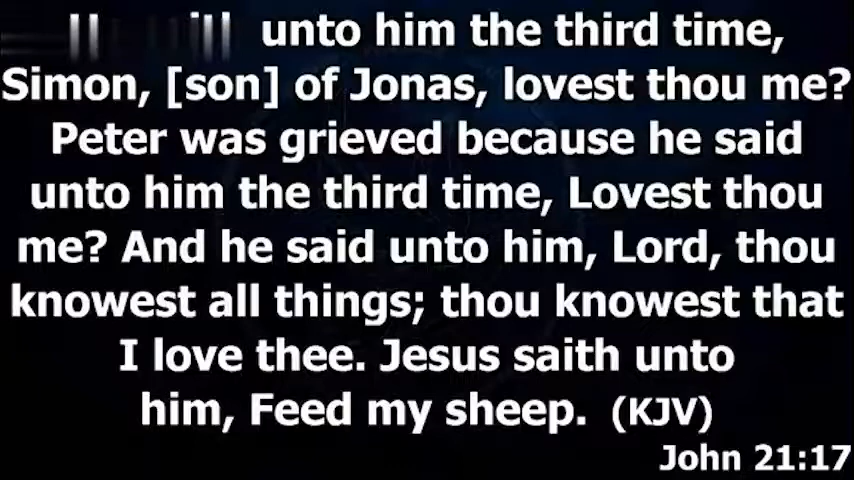 unto him the third time,
Simon, [son] of Jonas, lovest thou me?
Peter was grieved because he said
unto him the third time, Lovest thou
me? And he said unto him, Lord, thou
knowest all things; thou knowest that
I love thee. Jesus saith unto
him, Feed my sheep. (KJV)
John 21:17